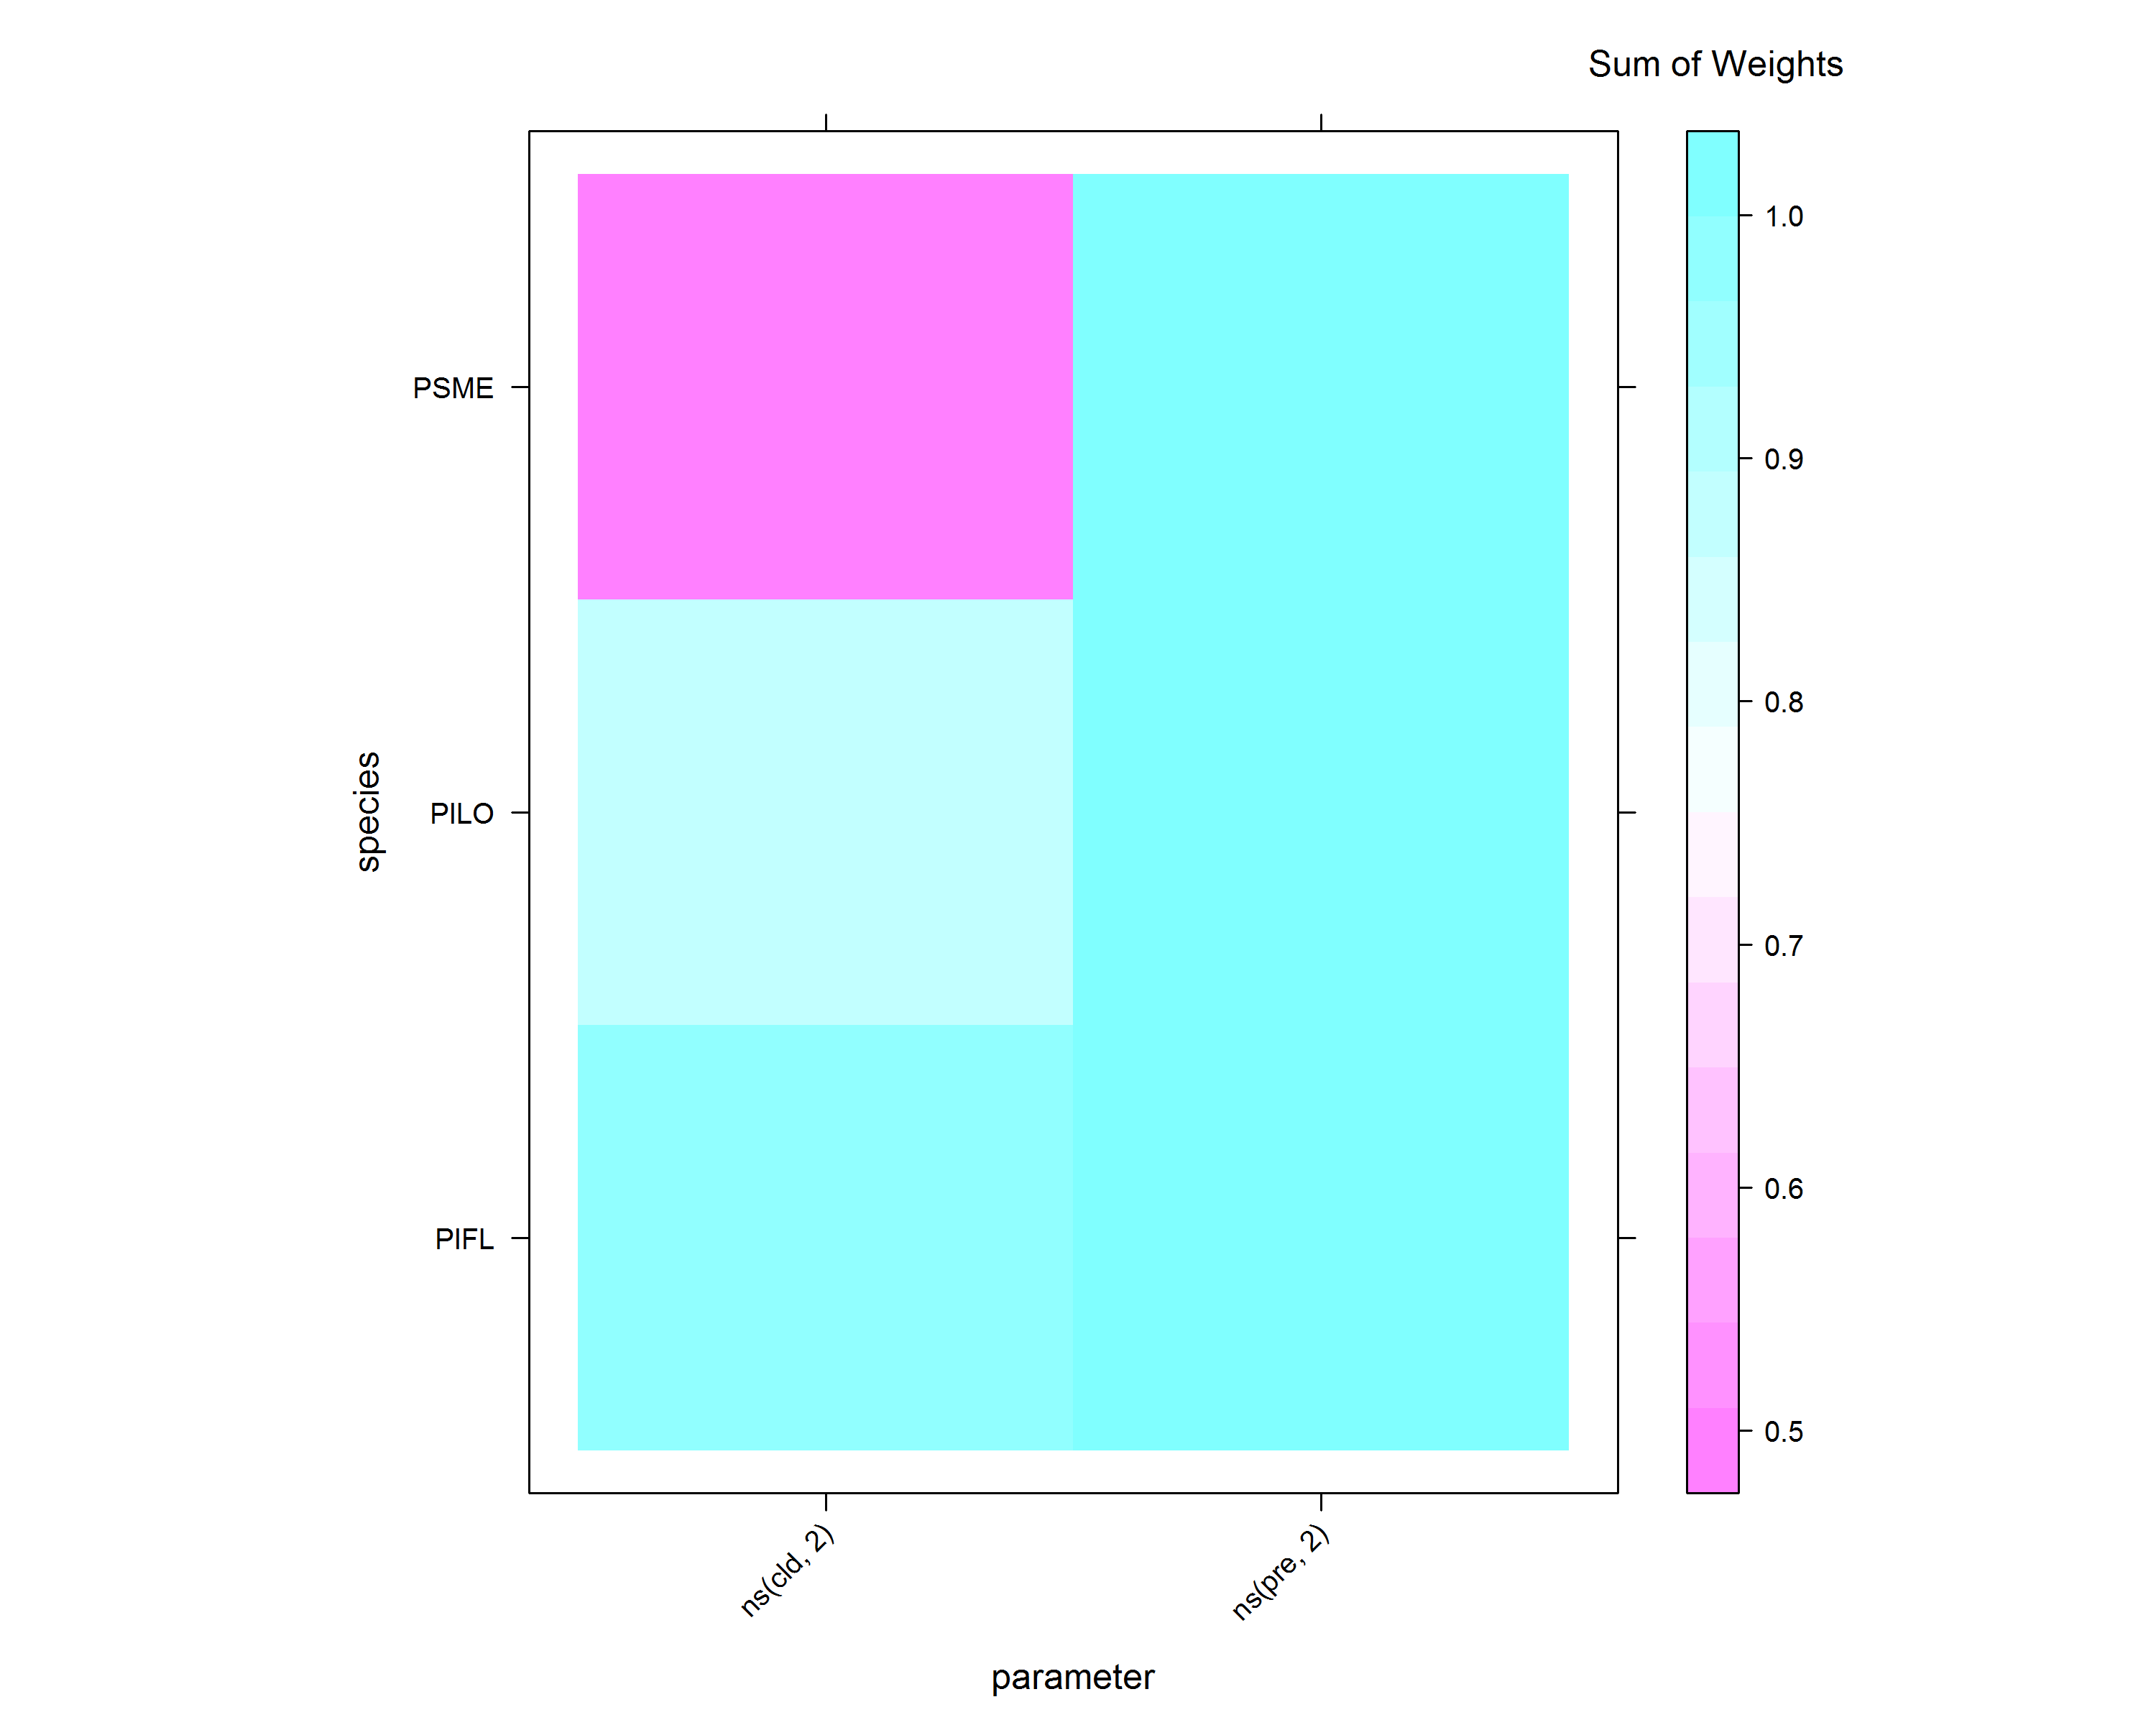 Sum of Weights
1.0
0.9
0.8
0.7
0.6
0.5
species
PSME
PILO
PIFL
ns(cld, 2)
ns(pre, 2)
parameter